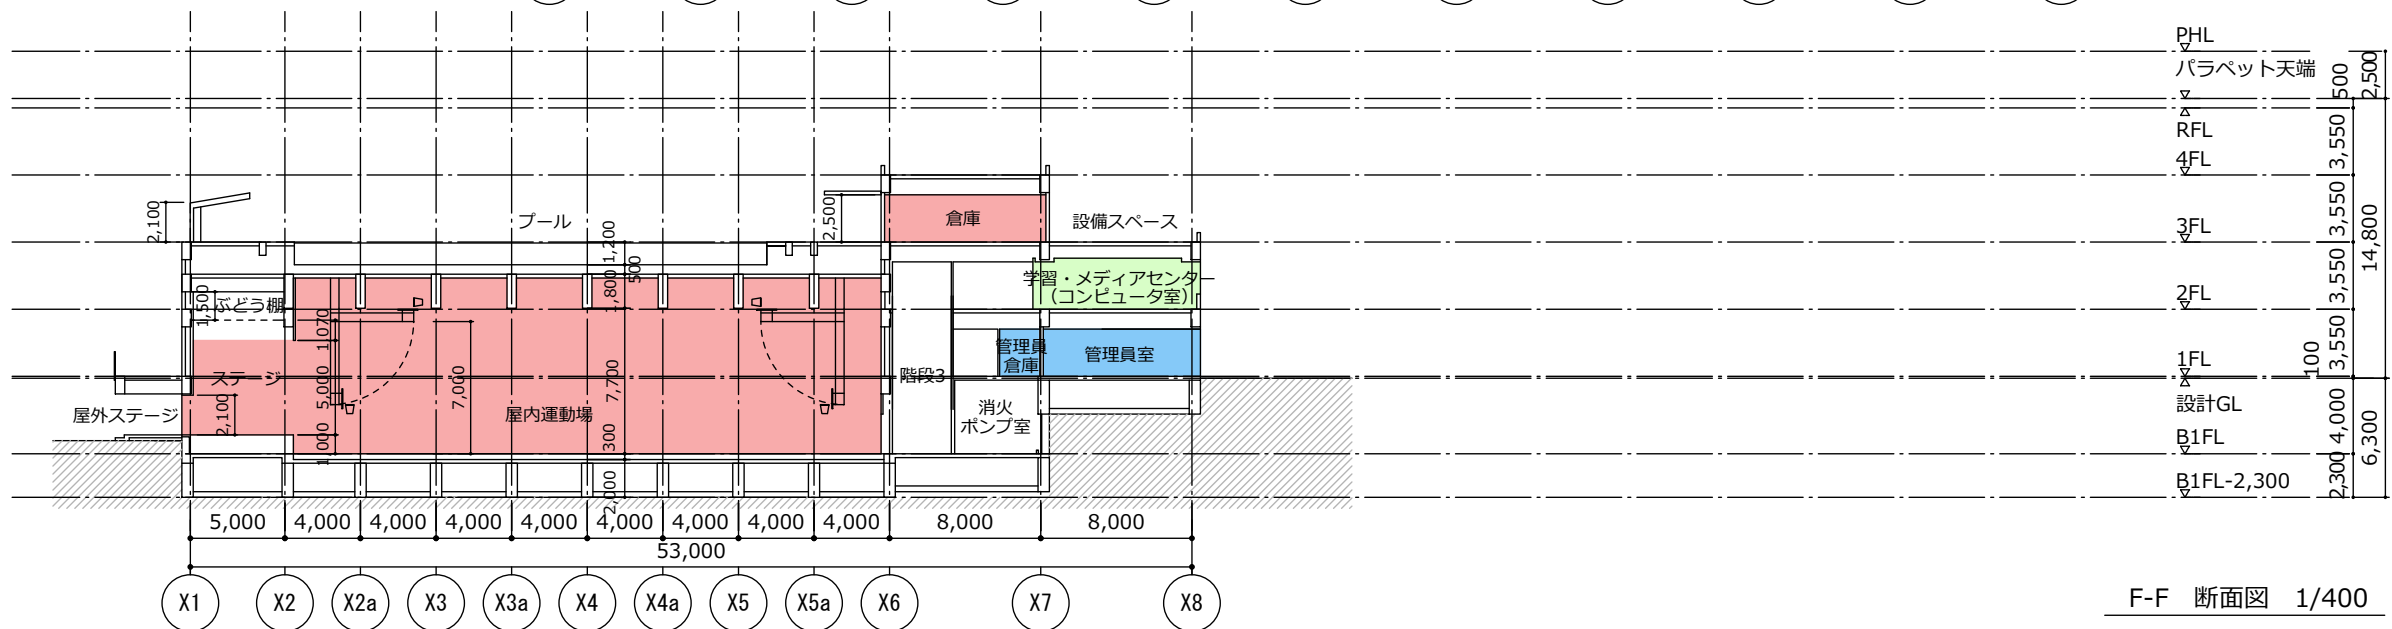 PHL
パラペット天端
500
2,500
RFL
3,550
4FL
2,100
プール
2,500
倉庫
設備スペース
3FL
3,550
14,800
1,200
500
1,800
学習・メディアセンター
(コンピュータ室)
1,500
ぶどう棚
2FL
3,550
1,070
管理員
倉庫
管理員室
1FL
100
3,550
ステージ
5,000
7,000
7,700
階段3
屋外ステージ
2,100
屋内運動場
消火
ポンプ室
設計GL
4,000
6,300
1,000
300
B1FL
2,000
B1FL-2,300
2,300
5,000 4,000 4,000 4,000 4,000 4,000 4,000 4,000 4,000 8,000 8,000
53,000
X1 X2 X2a X3 X3a X4 X4a X5 X5a X6 X7 X8
F-F 断面図 1/400